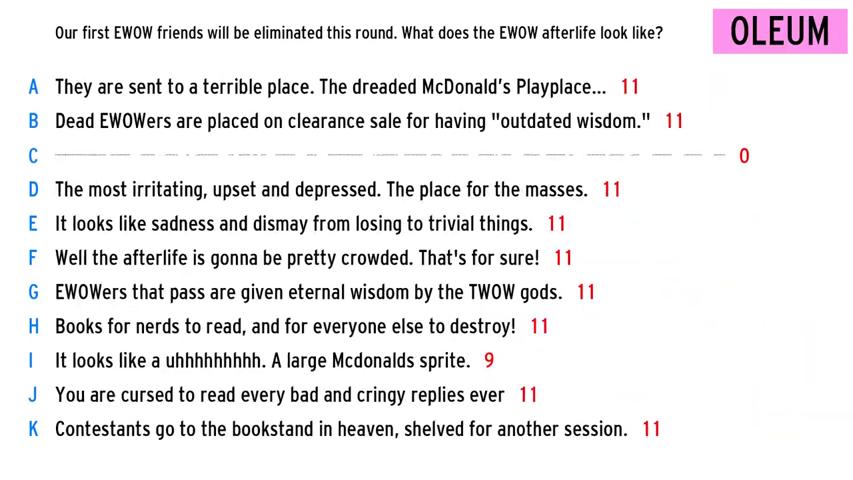 Our first EWOW friends will be eliminated this round. What does the EWOW afterlife look like?
OLEUM
A They are sent to a terrible place. The dreaded McDonald's Playplace... 11
B Dead EWOWers are placed on clearance sale for having "outdated wisdom." 11
C 0
D The most irritating, upset and depressed. The place for the masses. 11
E It looks like sadness and dismay from losing to trivial things. 11
F Well the afterlife is gonna be pretty crowded. That's for sure! 11
G EWOWers that pass are given eternal wisdom by the TWOW gods. 11
H Books for nerds to read, and for everyone else to destroy! 11
I It looks like a uhhhhhhhhh. A large Mcdonalds sprite. 9
J You are cursed to read every bad and cringy replies ever 11
K Contestants go to the bookstand in heaven, shelved for another session. 11